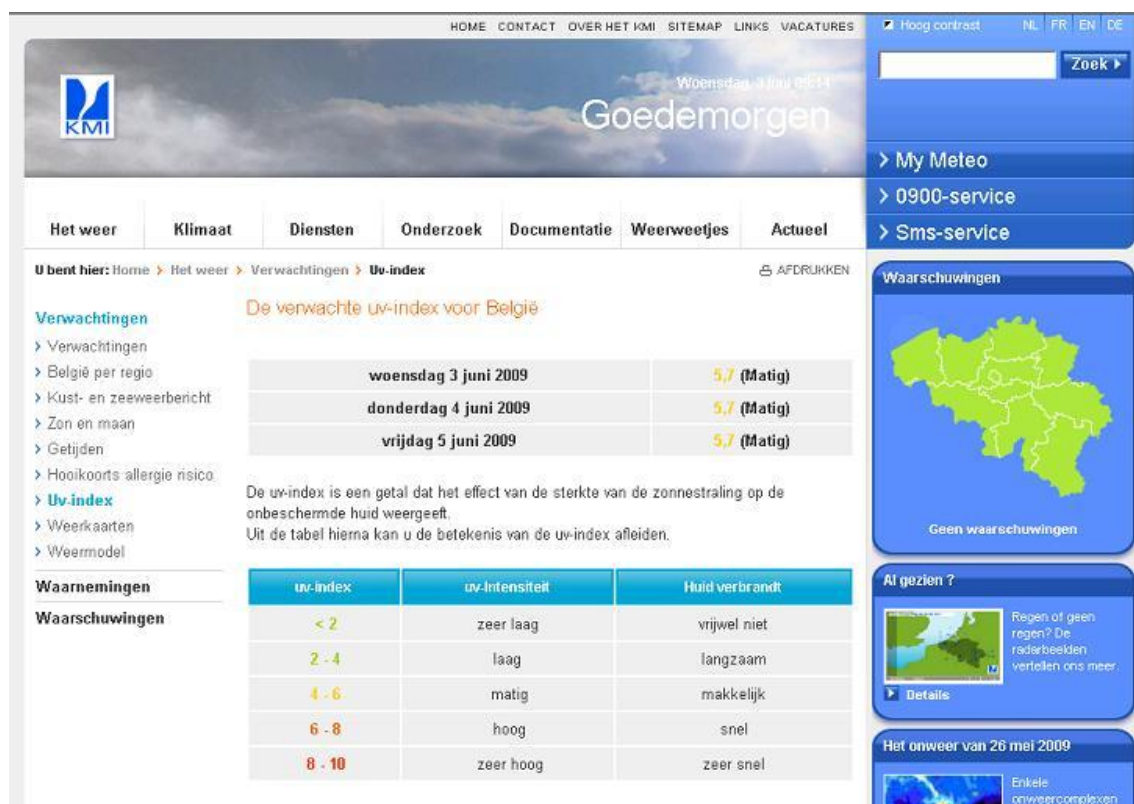 HOME CONTACT OVER HET KMI SITEMAP LINKS VACATURES
Hoog contrast NL FR EN DE
Zoek
KMI
Woensdag, 3 juni 09:14
Goedemorgen
My Meteo
0900-service
Sms-service
Het weer Klimaat Diensten Onderzoek Documentatie Weerweetjes Actueel
U bent hier: Home > Het weer > Verwachtingen > Uv-index
AFDRUKKEN
Verwachtingen
> Verwachtingen
> België per regio
> Kust- en zeeweerbericht
> Zon en maan
> Getijden
> Hooikoorts allergie risico
> Uv-index
> Weerkaarten
> Weermodel
Waarnemingen
Waarschuwingen
De verwachte uv-index voor België
woensdag 3 juni 2009 5,7 (Matig)
donderdag 4 juni 2009 5,7 (Matig)
vrijdag 5 juni 2009 5,7 (Matig)
De uv-index is een getal dat het effect van de sterkte van de zonnestraling op de
onbeschermde huid weergeeft.
Uit de tabel hierna kan u de betekenis van de uv-index afleiden.
uv-index uv-Intensiteit Huid verbrandt
< 2 zeer laag vrijwel niet
2 - 4 laag langzaam
4 - 6 matig makkelijk
6 - 8 hoog snel
8 - 10 zeer hoog zeer snel
Waarschuwingen
Geen waarschuwingen
Al gezien ?
Regen of geen
regen? De
radarbeelden
vertellen ons meer.
Details
Het onweer van 26 mei 2009
Enkele
onweercomplexen